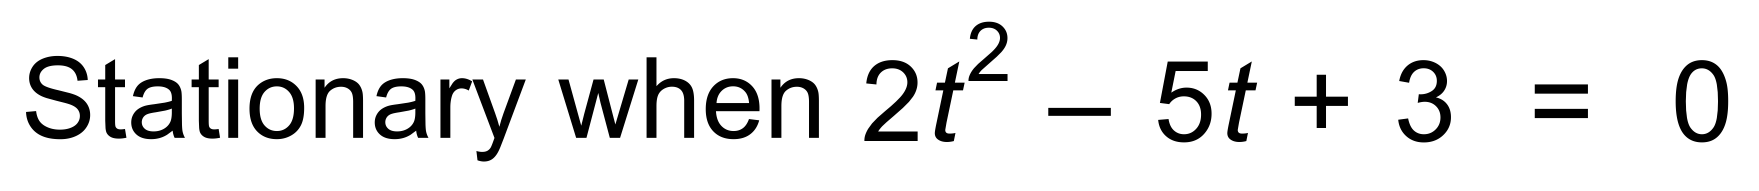 Stationary when 2t² – 5t + 3 = 0